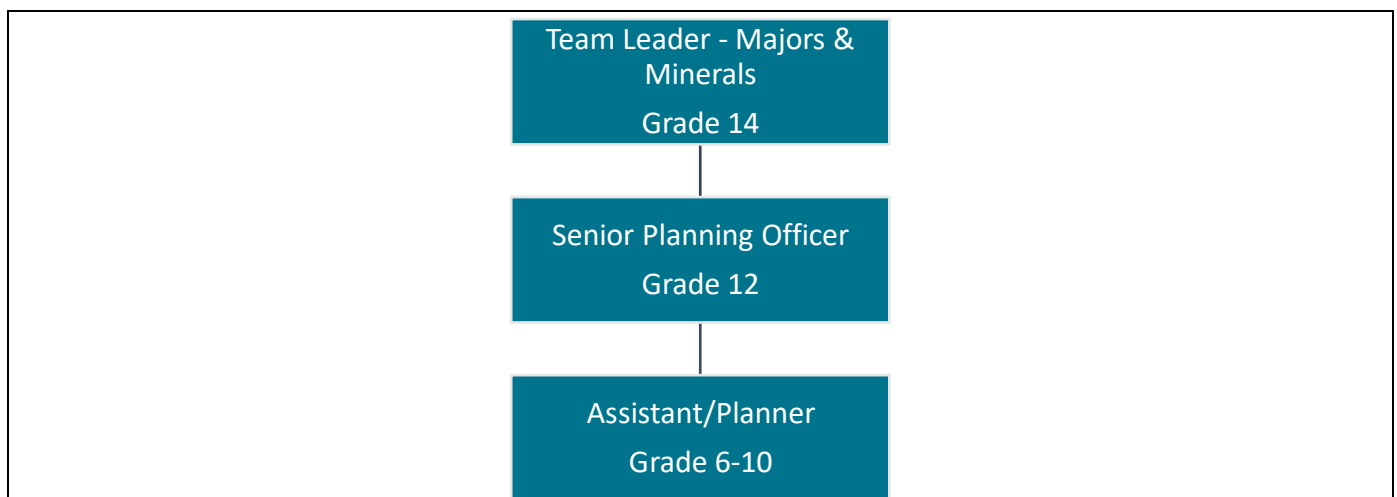 Team Leader - Majors &
Minerals
Grade 14
Senior Planning Officer
Grade 12
Assistant/Planner
Grade 6-10